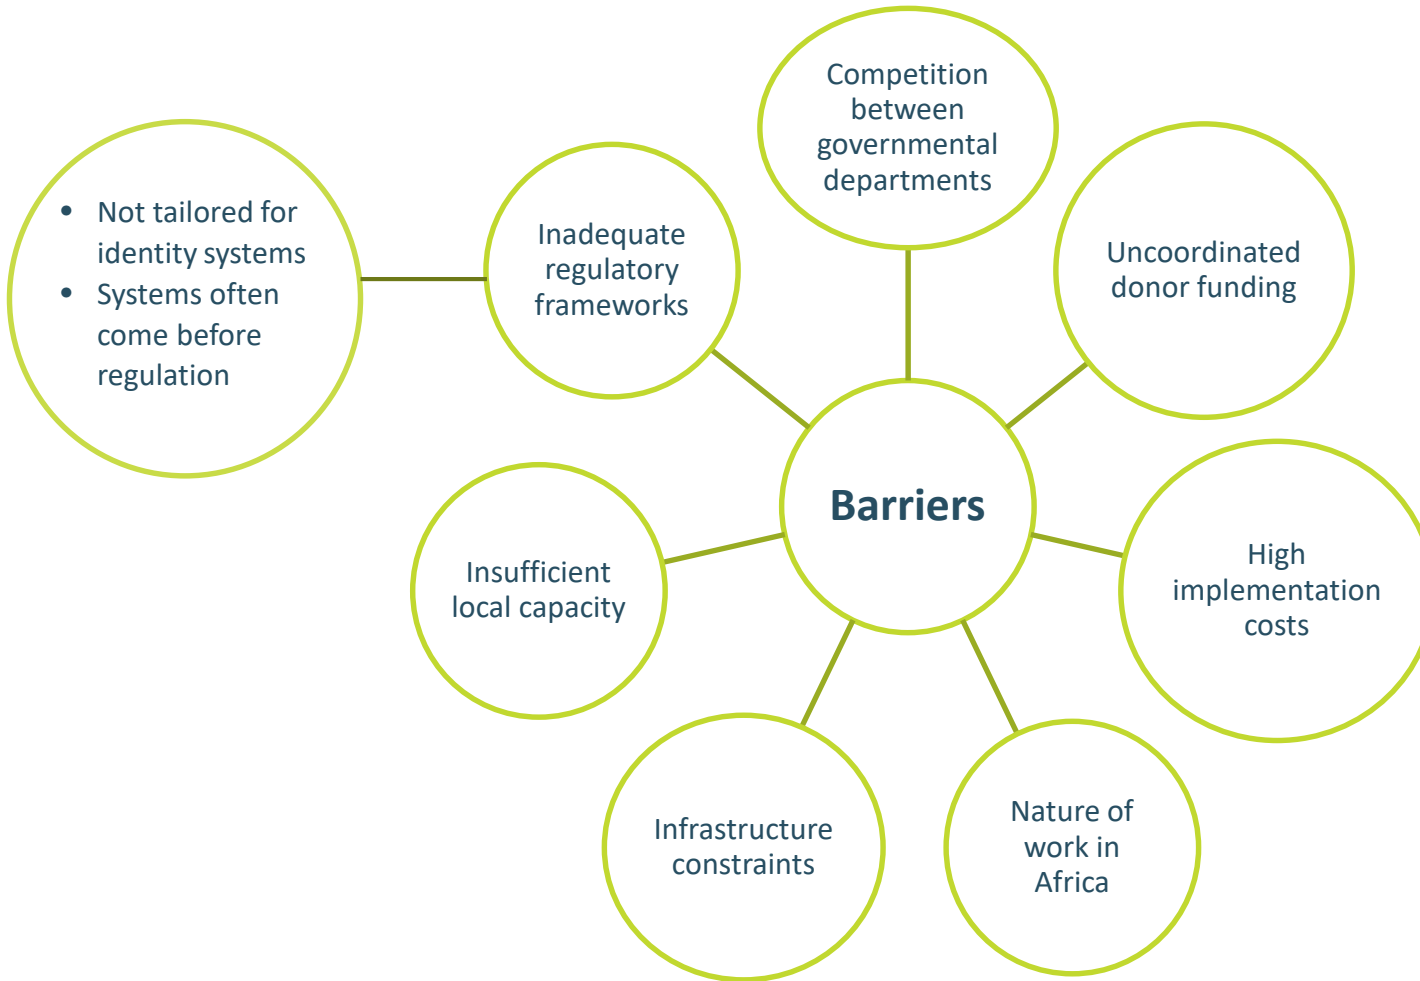 Competition
between
governmental
departments
• Not tailored for
identity systems
• Systems often
come before
regulation
Inadequate
regulatory
frameworks
Uncoordinated
donor funding
Barriers
Insufficient
local capacity
High
implementation
costs
Infrastructure
constraints
Nature of
work in
Africa